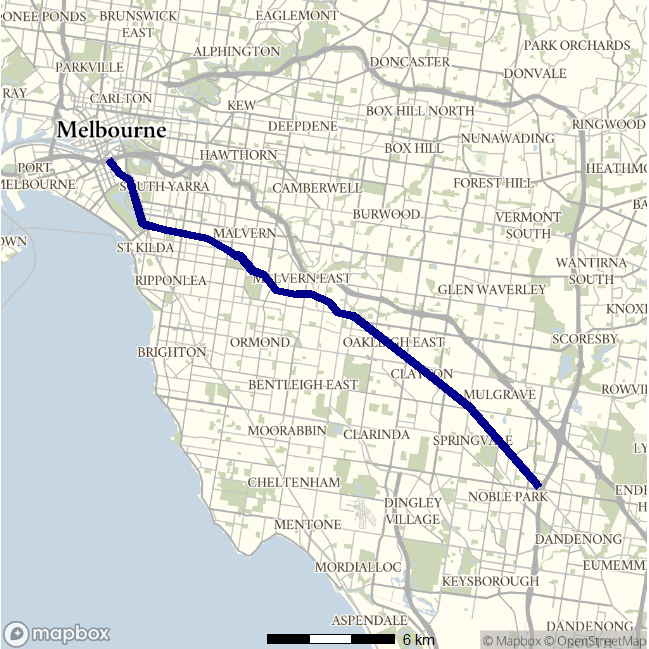 ONEE PONDS
BRUNSWICK
EAST
EAGLEMONT
ALPHINGTON
PARK ORCHARDS
DONCASTER
DONVALE
PARKVILLE
RAY
CARLTON
KEW
BOX HILL NORTH
RINGWOOD
Melbourne
DEEPDENE
NUNAWADING
BOX HILL
HAWTHORN
HEATHMO
PORT
MELBOURNE
SOUTH YARRA
CAMBERWELL
FOREST HILL
BA
BURWOOD
VERMONT
SOUTH
OWN
ST KILDA
MALVERN
WANTIRNA
SOUTH
RIPPONLEA
MALVERN EAST
GLEN WAVERLEY
KNOX
SCORESBY
BRIGHTON
ORMOND
OAKLEIGH EAST
BENTLEIGH EAST
CLAYTON
MULGRAVE
ROWVI
MOORABBIN
CLARINDA
SPRINGVALE
LY
CHELTENHAM
NOBLE PARK
ENDE
H
DINGLEY
VILLAGE
MENTONE
DANDENONG
MORDIALLOC
EUMEMME
KEYSBOROUGH
ASPENDALE
DANDENONG
mapbox
6 km
© Mapbox © OpenStreetMap